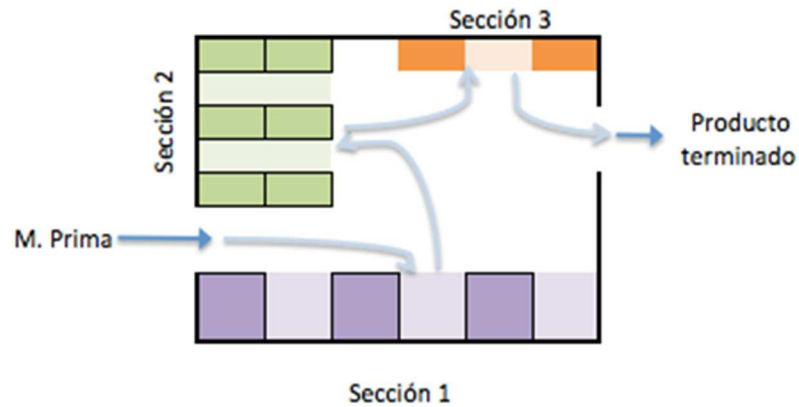 Sección 3
Sección 2
Producto
terminado
M. Prima
Sección 1